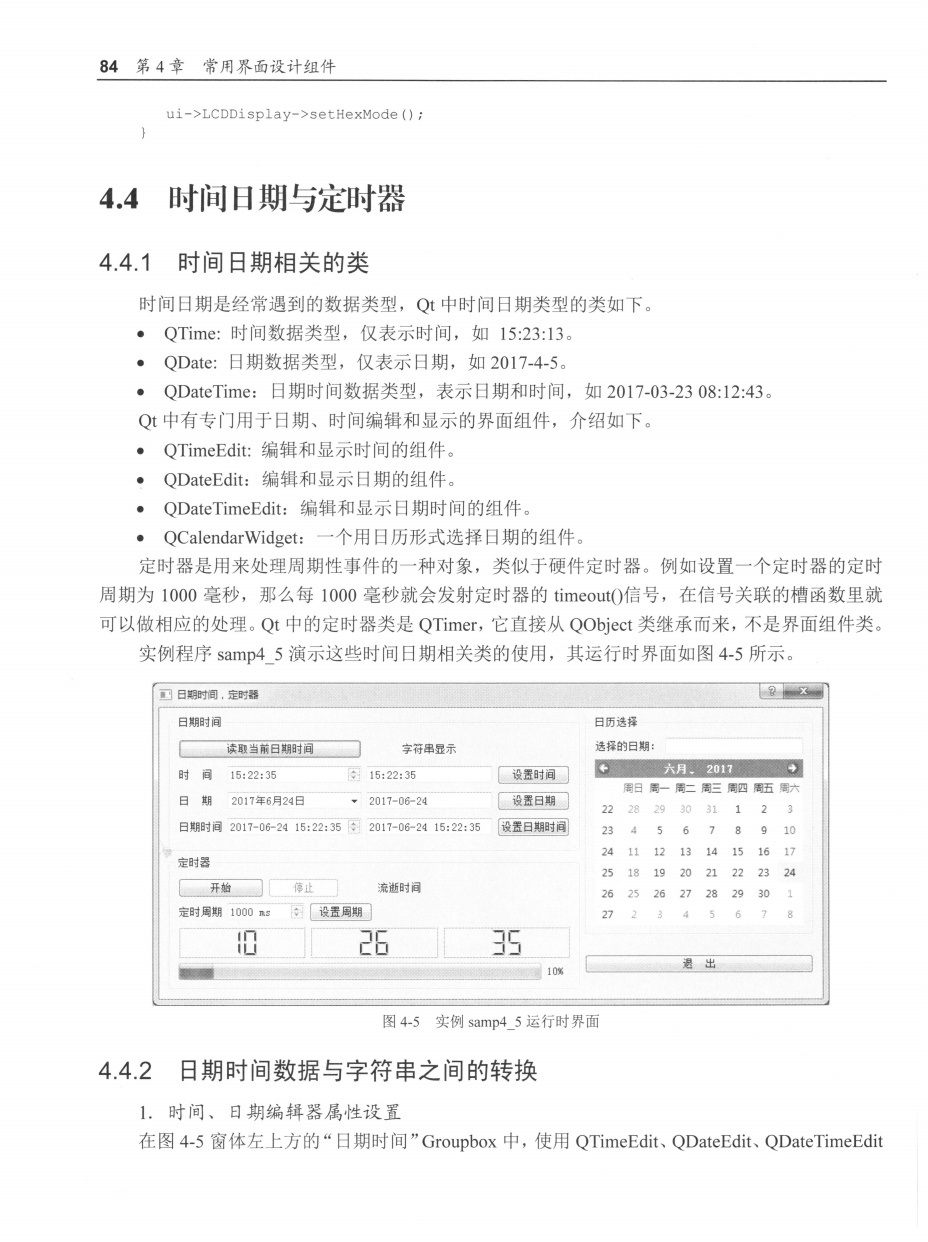 84 第4章 常用界面设计组件
ui->LCDDisplay->setHexMode();
}
4.4 时间日期与定时器
4.4.1 时间日期相关的类
时间日期是经常遇到的数据类型，Qt 中时间日期类型的类如下。
● QTime: 时间数据类型，仅表示时间，如 15:23:13。
● QDate: 日期数据类型，仅表示日期，如 2017-4-5。
● QDateTime：日期时间数据类型，表示日期和时间，如 2017-03-23 08:12:43。
Qt 中有专门用于日期、时间编辑和显示的界面组件，介绍如下。
● QTimeEdit: 编辑和显示时间的组件。
● QDateEdit：编辑和显示日期的组件。
● QDateTimeEdit：编辑和显示日期时间的组件。
● QCalendarWidget：一个用日历形式选择日期的组件。
定时器是用来处理周期性事件的一种对象，类似于硬件定时器。例如设置一个定时器的定时
周期为 1000 毫秒，那么每 1000 毫秒就会发射定时器的 timeout()信号，在信号关联的槽函数里就
可以做相应的处理。Qt 中的定时器类是 QTimer，它直接从 QObject 类继承而来，不是界面组件类。
实例程序 samp4_5 演示这些时间日期相关类的使用，其运行时界面如图 4-5 所示。
日期时间，定时器 ? x
日期时间
读取当前日期时间 字符串显示
时 间 15:22:35 15:22:35 设置时间
日 期 2017年6月24日 2017-06-24 设置日期
日期时间 2017-06-24 15:22:35 2017-06-24 15:22:35 设置日期时间
定时器
开始 停止 流逝时间
定时周期 1000 ms 设置周期
10 26 35
10%
日历选择
选择的日期：
六月, 2017
周日 周一 周二 周三 周四 周五 周六
22 28 29 30 31 1 2 3
23 4 5 6 7 8 9 10
24 11 12 13 14 15 16 17
25 18 19 20 21 22 23 24
26 25 26 27 28 29 30 1
27 2 3 4 5 6 7 8
退 出
图 4-5 实例 samp4_5 运行时界面
4.4.2 日期时间数据与字符串之间的转换
1. 时间、日期编辑器属性设置
在图 4-5 窗体左上方的“日期时间”Groupbox 中，使用 QTimeEdit、QDateEdit、QDateTimeEdit